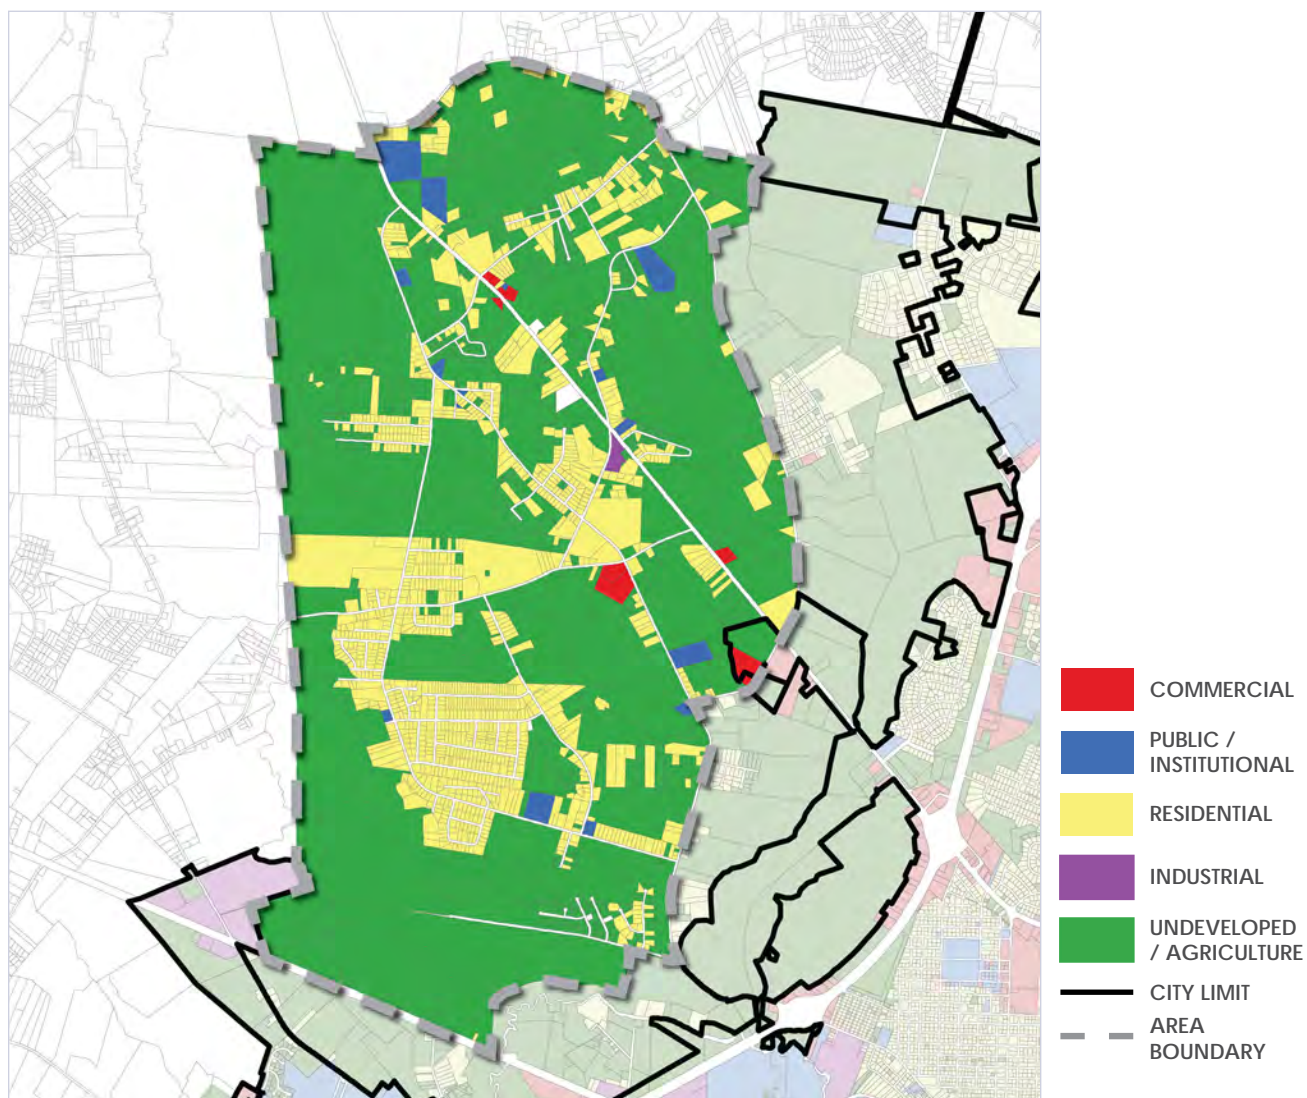 COMMERCIAL
PUBLIC /
INSTITUTIONAL
RESIDENTIAL
INDUSTRIAL
UNDEVELOPED
/ AGRICULTURE
CITY LIMIT
AREA
BOUNDARY